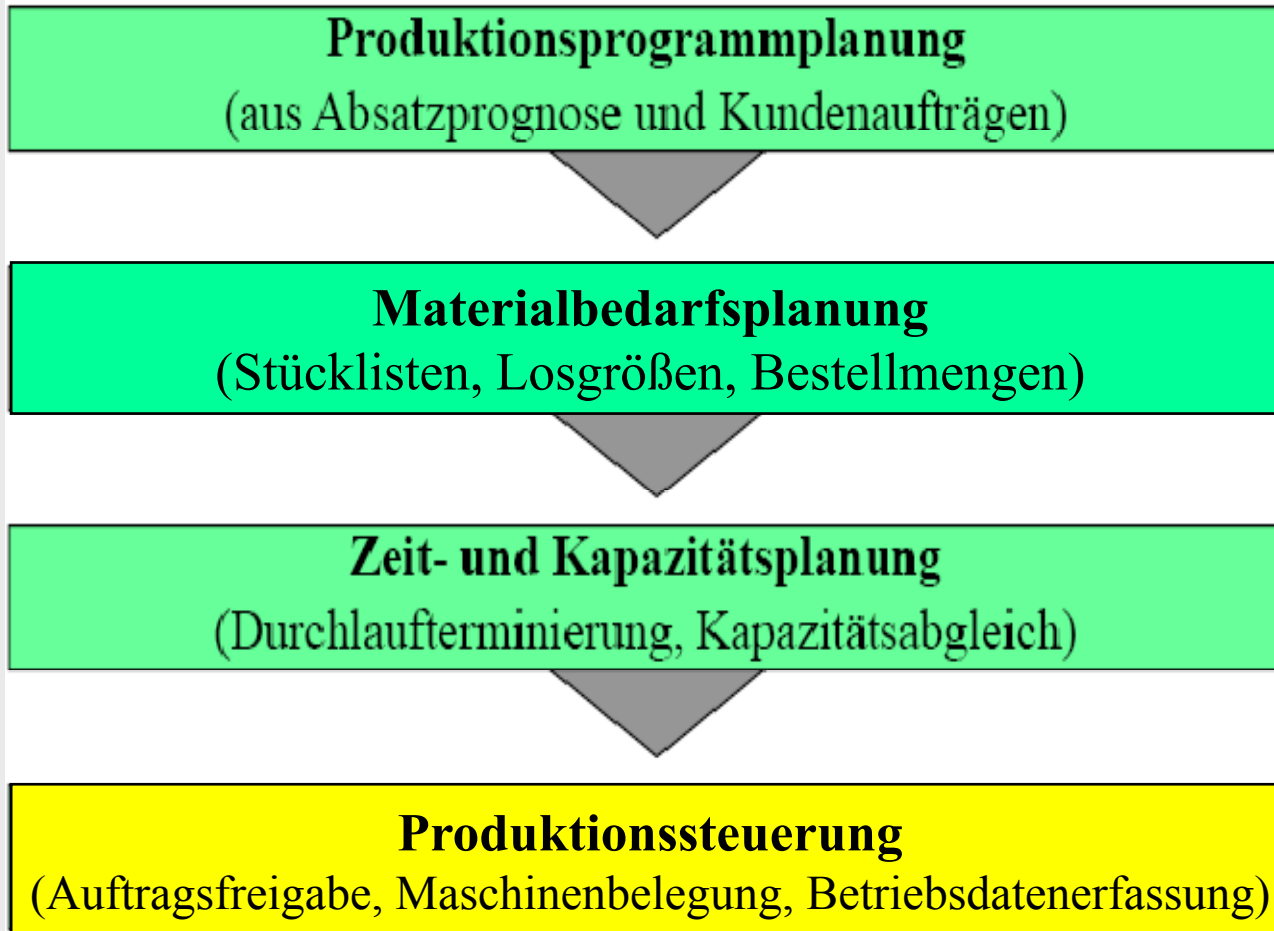 Produktionsprogrammplanung
(aus Absatzprognose und Kundenaufträgen)
Materialbedarfsplanung
(Stücklisten, Losgrößen, Bestellmengen)
Zeit- und Kapazitätsplanung
(Durchlaufterminierung, Kapazitätsabgleich)
Produktionssteuerung
(Auftragsfreigabe, Maschinenbelegung, Betriebsdatenerfassung)